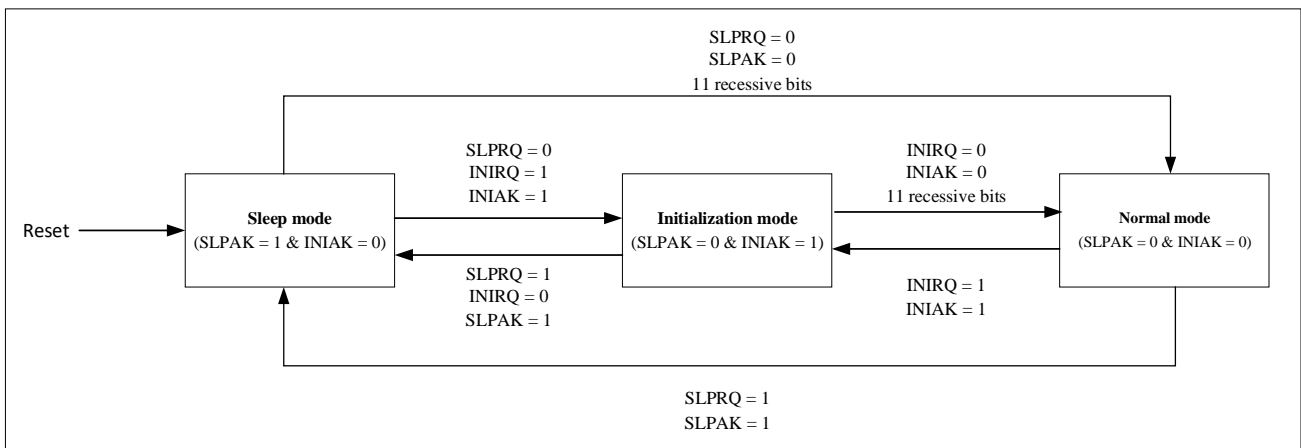 SLPRQ = 0
SLPAK = 0
11 recessive bits
SLPRQ = 0
INIRQ = 1
INIAK = 1
INIRQ = 0
INIAK = 0
11 recessive bits
Reset
Sleep mode
(SLPAK = 1 & INIAK = 0)
Initialization mode
(SLPAK = 0 & INIAK = 1)
Normal mode
(SLPAK = 0 & INIAK = 0)
SLPRQ = 1
INIRQ = 0
SLPAK = 1
INIRQ = 1
INIAK = 1
SLPRQ = 1
SLPAK = 1